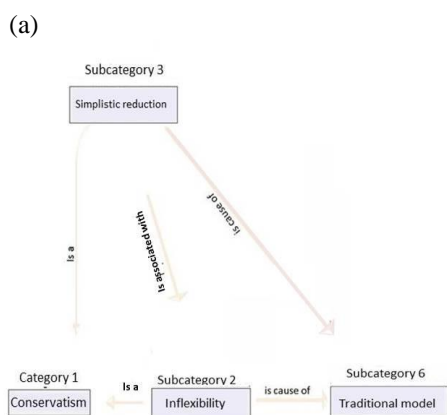 (a)
Subcategory 3
Simplistic reduction
Is a
Is associated with
is cause of
Category 1
Conservatism
Is a
Subcategory 2
Inflexibility
is cause of
Subcategory 6
Traditional model